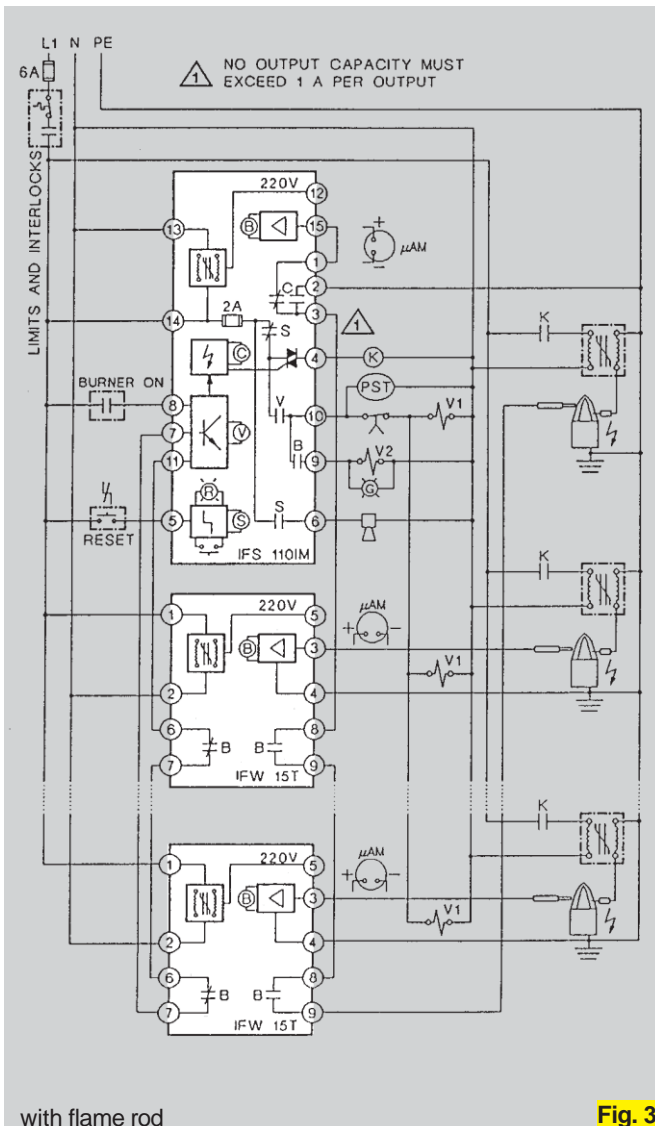 L1 N PE
6A
1 NO OUTPUT CAPACITY MUST
EXCEED 1 A PER OUTPUT
LIMITS AND INTERLOCKS
220V
12
B
15
13
+
µAM
–
1
2
C
3
14
2A
S
1
K
4
K
C
PST
BURNER ON
8
V
10
V1
7
V
B
11
9
V2
G
R
5
S
S
6
RESET
IFS 110IM
K
1
220V
5
µAM
B
3
+ –
2
4
V1
6
8
B
B
7
9
IFW 15T
K
1
220V
5
µAM
B
3
+ –
2
4
V1
6
8
B
B
7
9
IFW 15T
with flame rod
Fig. 3